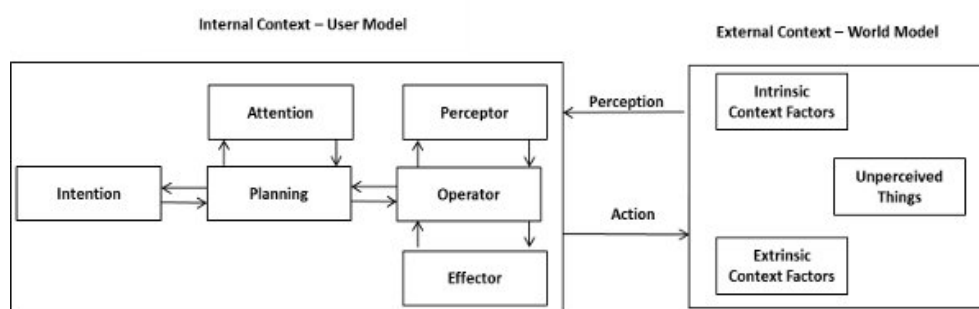 Internal Context – User Model
External Context – World Model
Attention
Perceptor
Perception
Intrinsic
Context Factors
Intention
Planning
Operator
Unperceived
Things
Action
Effector
Extrinsic
Context Factors